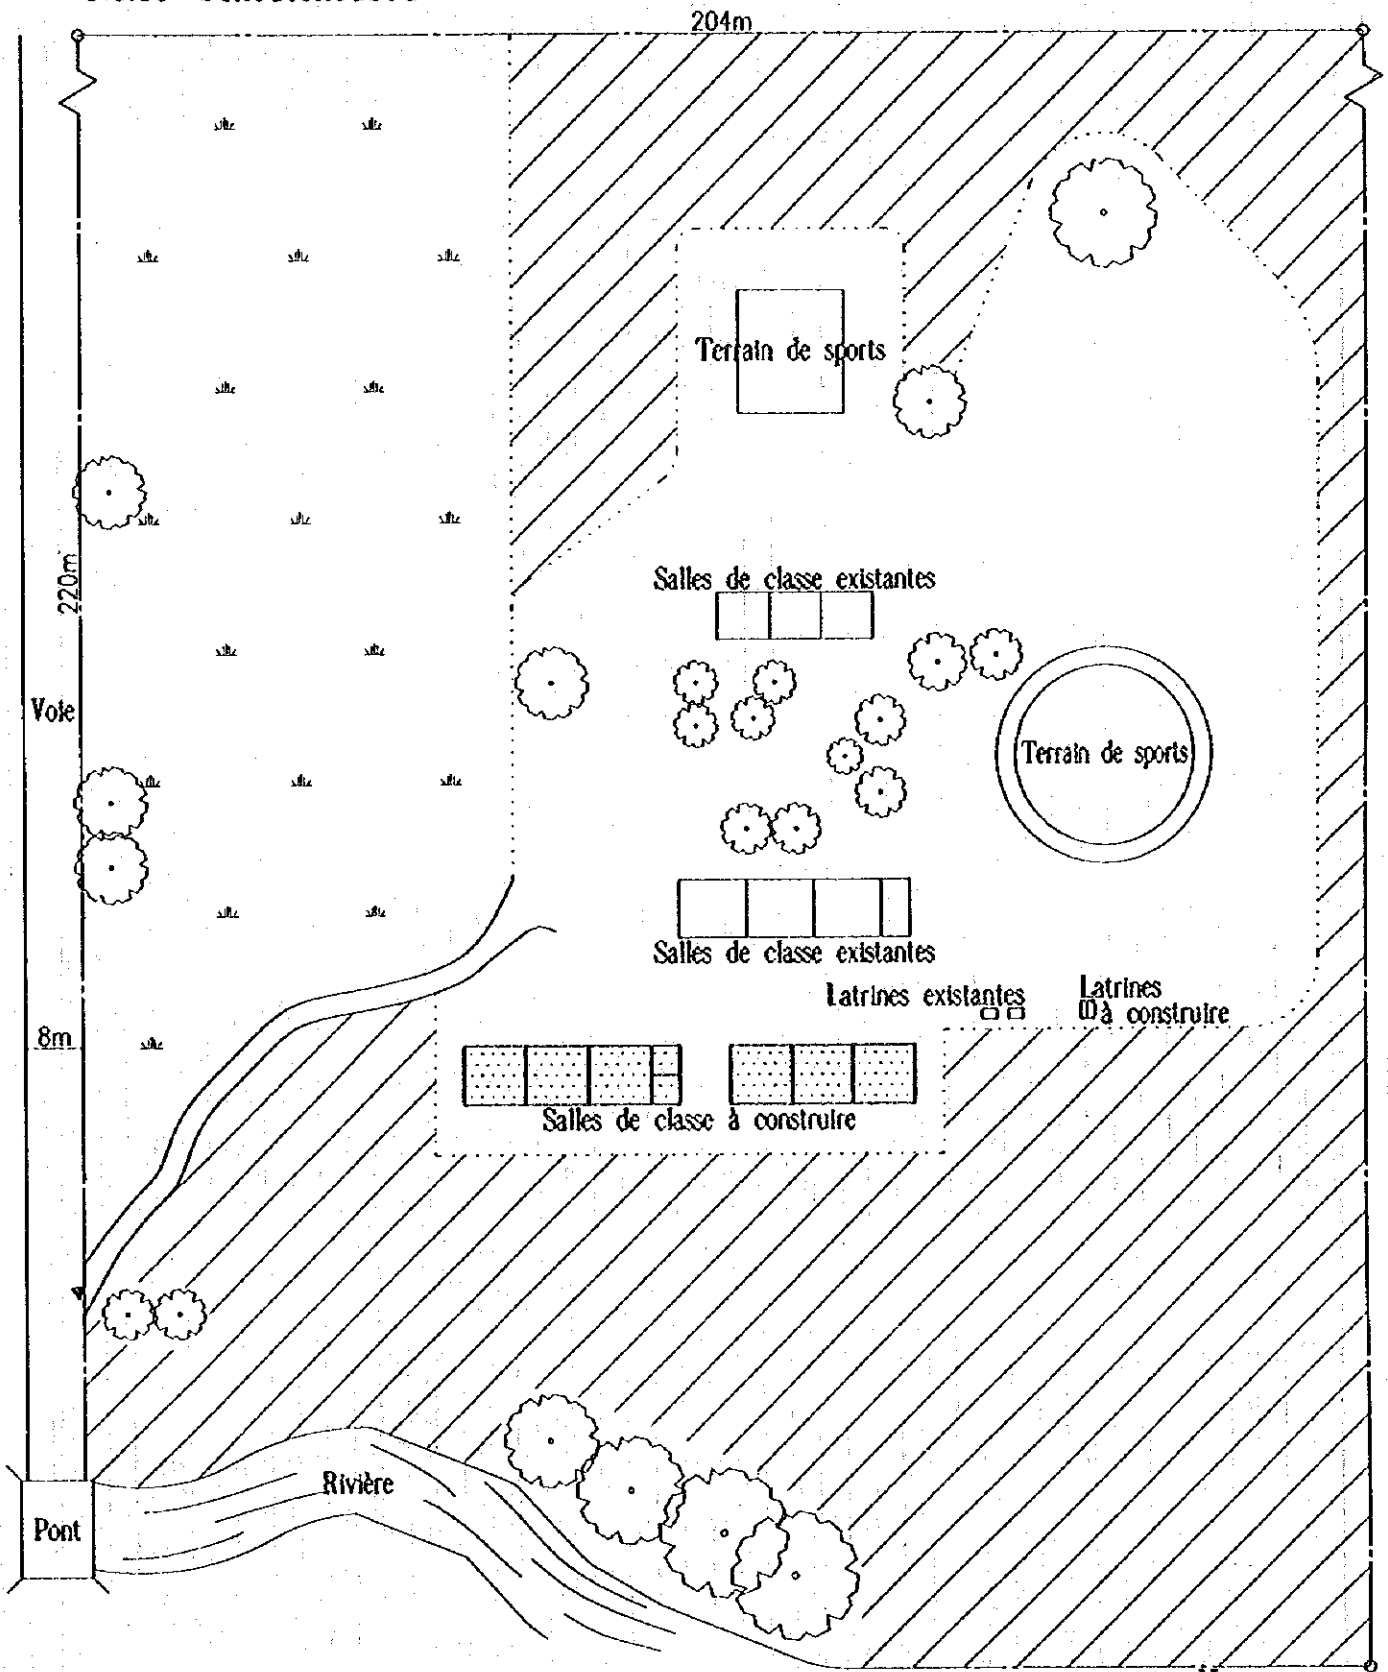 204m
Terrain de sports
220m
Salles de classe existantes
Voie
Terrain de sports
Salles de classe existantes
Latrines existantes
Latrines
à construire
8m
Salles de classe à construire
Rivière
Pont